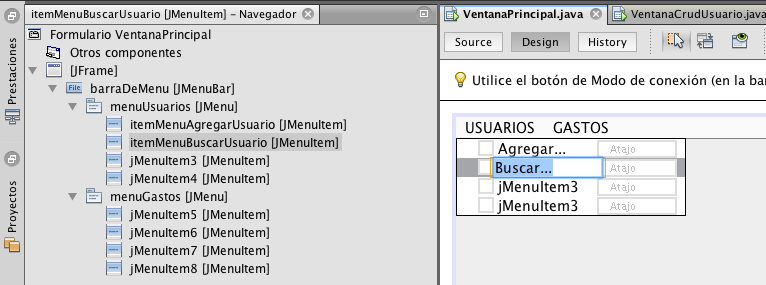 itemMenuBuscarUsuario [JMenuItem] – Navegador
Formulario VentanaPrincipal
Otros componentes
[JFrame]
barraDeMenu [JMenuBar]
menuUsuarios [JMenu]
itemMenuAgregarUsuario [JMenuItem]
itemMenuBuscarUsuario [JMenuItem]
jMenuItem3 [JMenuItem]
jMenuItem4 [JMenuItem]
menuGastos [JMenu]
jMenuItem5 [JMenuItem]
jMenuItem6 [JMenuItem]
jMenuItem7 [JMenuItem]
jMenuItem8 [JMenuItem]
Prestaciones
Proyectos
VentanaPrincipal.java
VentanaCrudUsuario.java
Source
Design
History
Utilice el botón de Modo de conexión (en la ba
USUARIOS GASTOS
Agregar... Atajo
Buscar... Atajo
jMenuItem3 Atajo
jMenuItem3 Atajo
File